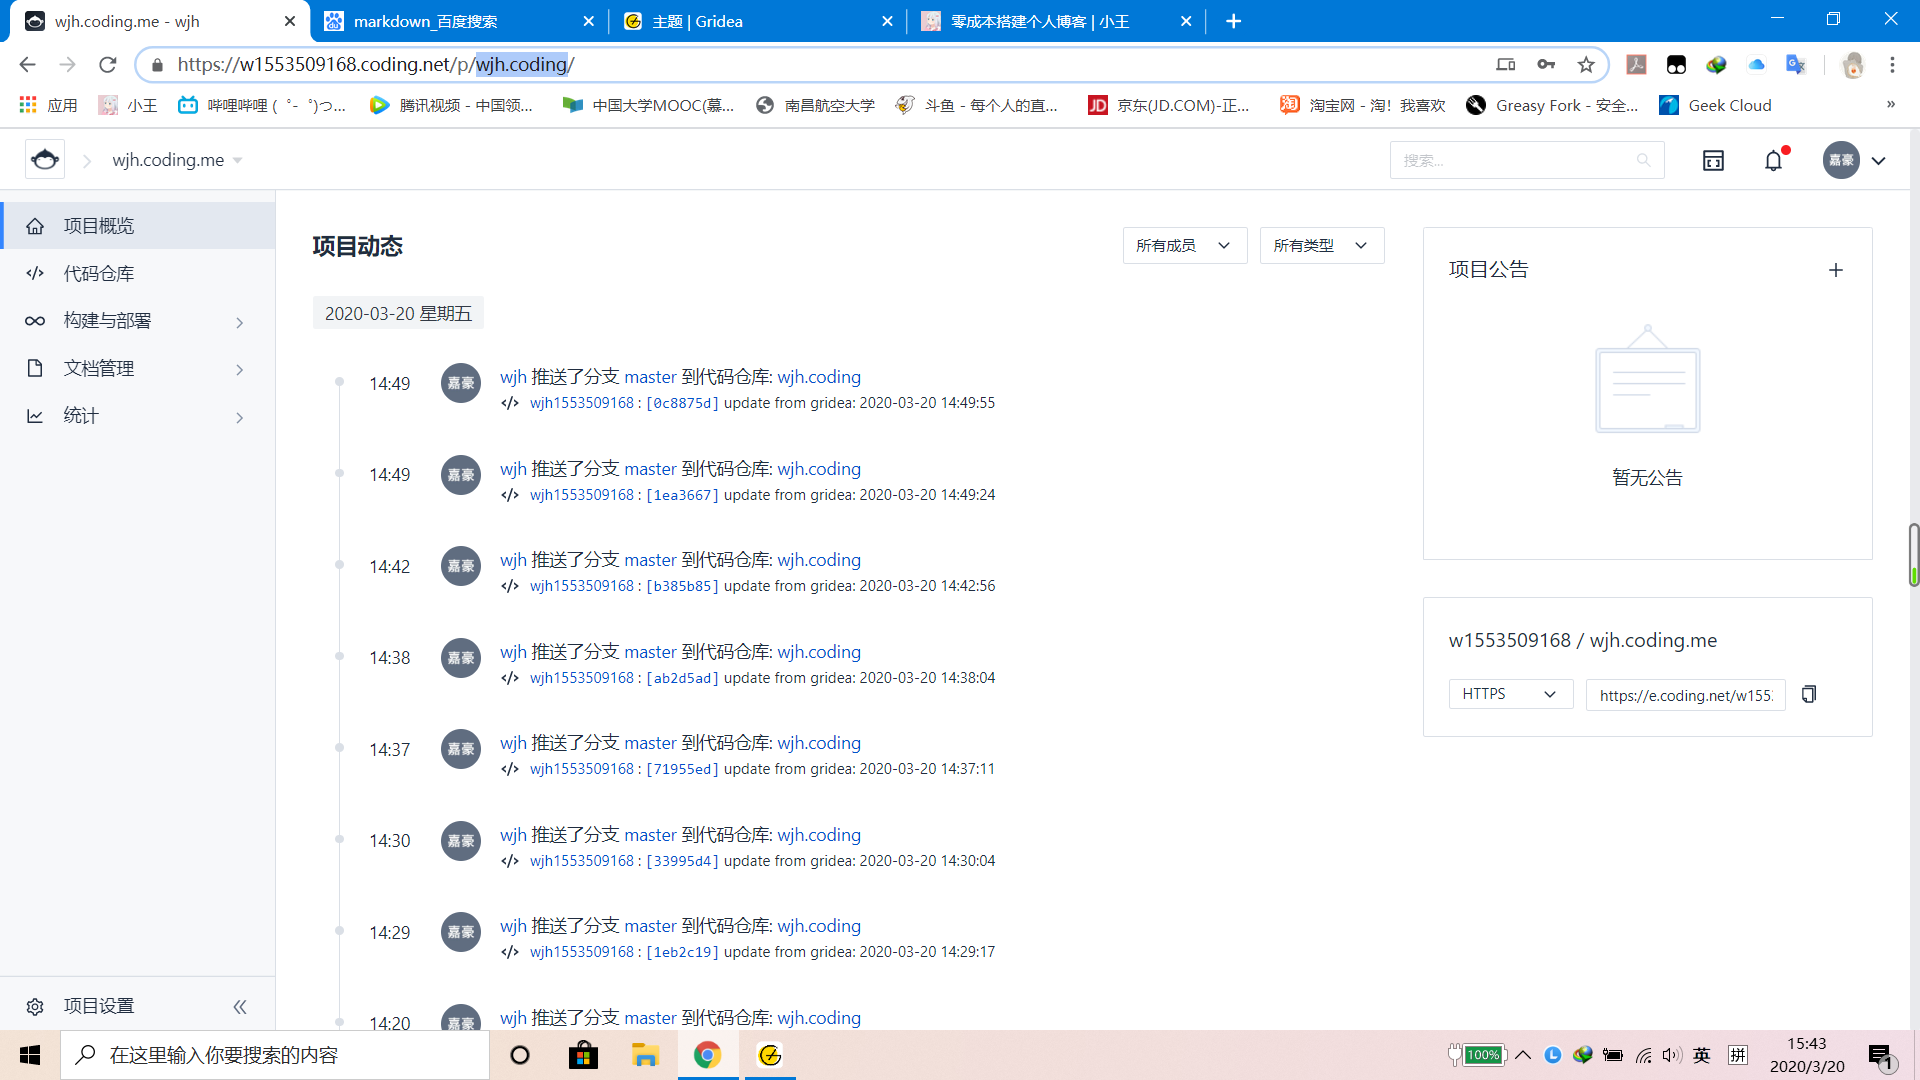 wjh.coding.me - wjh
markdown_百度搜索
主题 | Gridea
零成本搭建个人博客 | 小王
https://w1553509168.coding.net/p/wjh.coding/
应用
小王
哔哩哔哩 ( ゜- ゜)つ...
腾讯视频 - 中国领...
中国大学MOOC(慕...
南昌航空大学
斗鱼 - 每个人的直...
京东(JD.COM)-正...
淘宝网 - 淘！我喜欢
Greasy Fork - 安全...
Geek Cloud
»
wjh.coding.me
搜索...
嘉豪
项目概览
代码仓库
构建与部署
文档管理
统计
项目设置
项目动态
所有成员
所有类型
2020-03-20 星期五
14:49
嘉豪
wjh 推送了分支 master 到代码仓库: wjh.coding
wjh1553509168 : [0c8875d] update from gridea: 2020-03-20 14:49:55
14:49
嘉豪
wjh 推送了分支 master 到代码仓库: wjh.coding
wjh1553509168 : [1ea3667] update from gridea: 2020-03-20 14:49:24
14:42
嘉豪
wjh 推送了分支 master 到代码仓库: wjh.coding
wjh1553509168 : [b385b85] update from gridea: 2020-03-20 14:42:56
14:38
嘉豪
wjh 推送了分支 master 到代码仓库: wjh.coding
wjh1553509168 : [ab2d5ad] update from gridea: 2020-03-20 14:38:04
14:37
嘉豪
wjh 推送了分支 master 到代码仓库: wjh.coding
wjh1553509168 : [71955ed] update from gridea: 2020-03-20 14:37:11
14:30
嘉豪
wjh 推送了分支 master 到代码仓库: wjh.coding
wjh1553509168 : [33995d4] update from gridea: 2020-03-20 14:30:04
14:29
嘉豪
wjh 推送了分支 master 到代码仓库: wjh.coding
wjh1553509168 : [1eb2c19] update from gridea: 2020-03-20 14:29:17
14:20
嘉豪
wjh 推送了分支 master 到代码仓库: wjh.coding
项目公告
暂无公告
w1553509168 / wjh.coding.me
HTTPS
https://e.coding.net/w155
在这里输入你要搜索的内容
100%
英
拼
15:43
2020/3/20
1